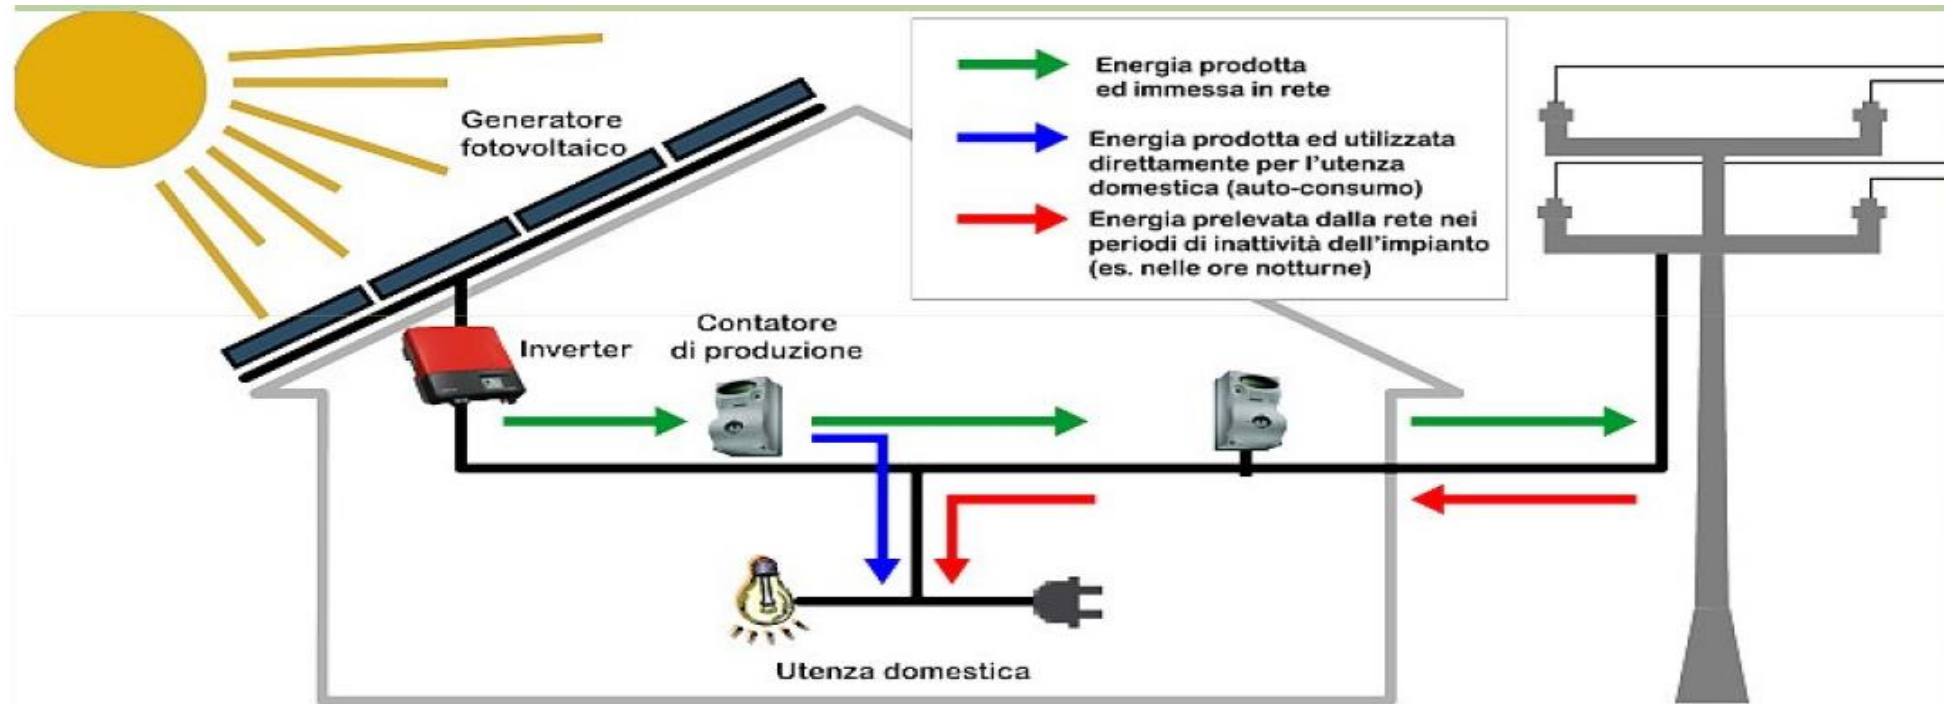 Generatore
fotovoltaico
Energia prodotta
ed immessa in rete
Energia prodotta ed utilizzata
direttamente per l'utenza
domestica (auto-consumo)
Energia prelevata dalla rete nei
periodi di inattività dell'impianto
(es. nelle ore notturne)
Inverter
Contatore
di produzione
Utenza domestica